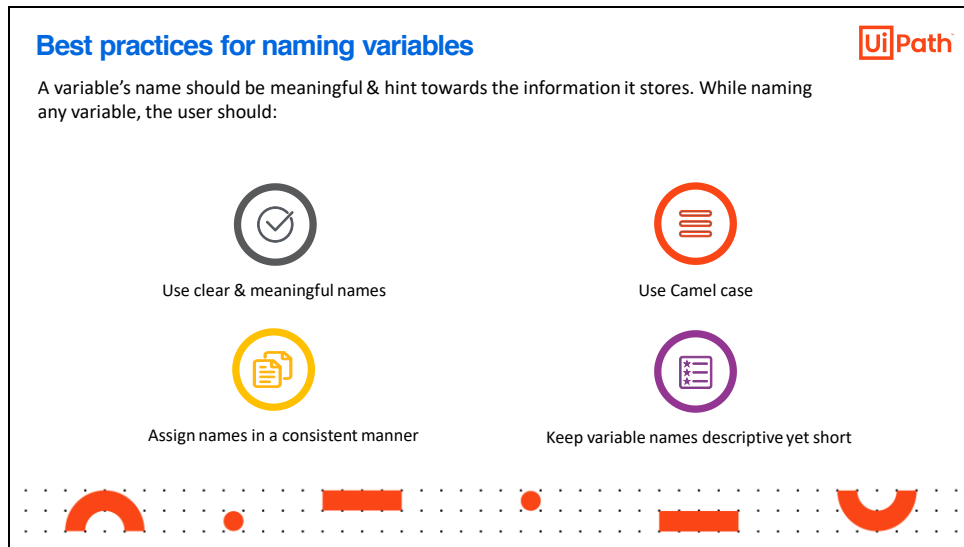 Best practices for naming variables
UiPath
A variable's name should be meaningful & hint towards the information it stores. While naming
any variable, the user should:
Use clear & meaningful names
Use Camel case
Assign names in a consistent manner
Keep variable names descriptive yet short